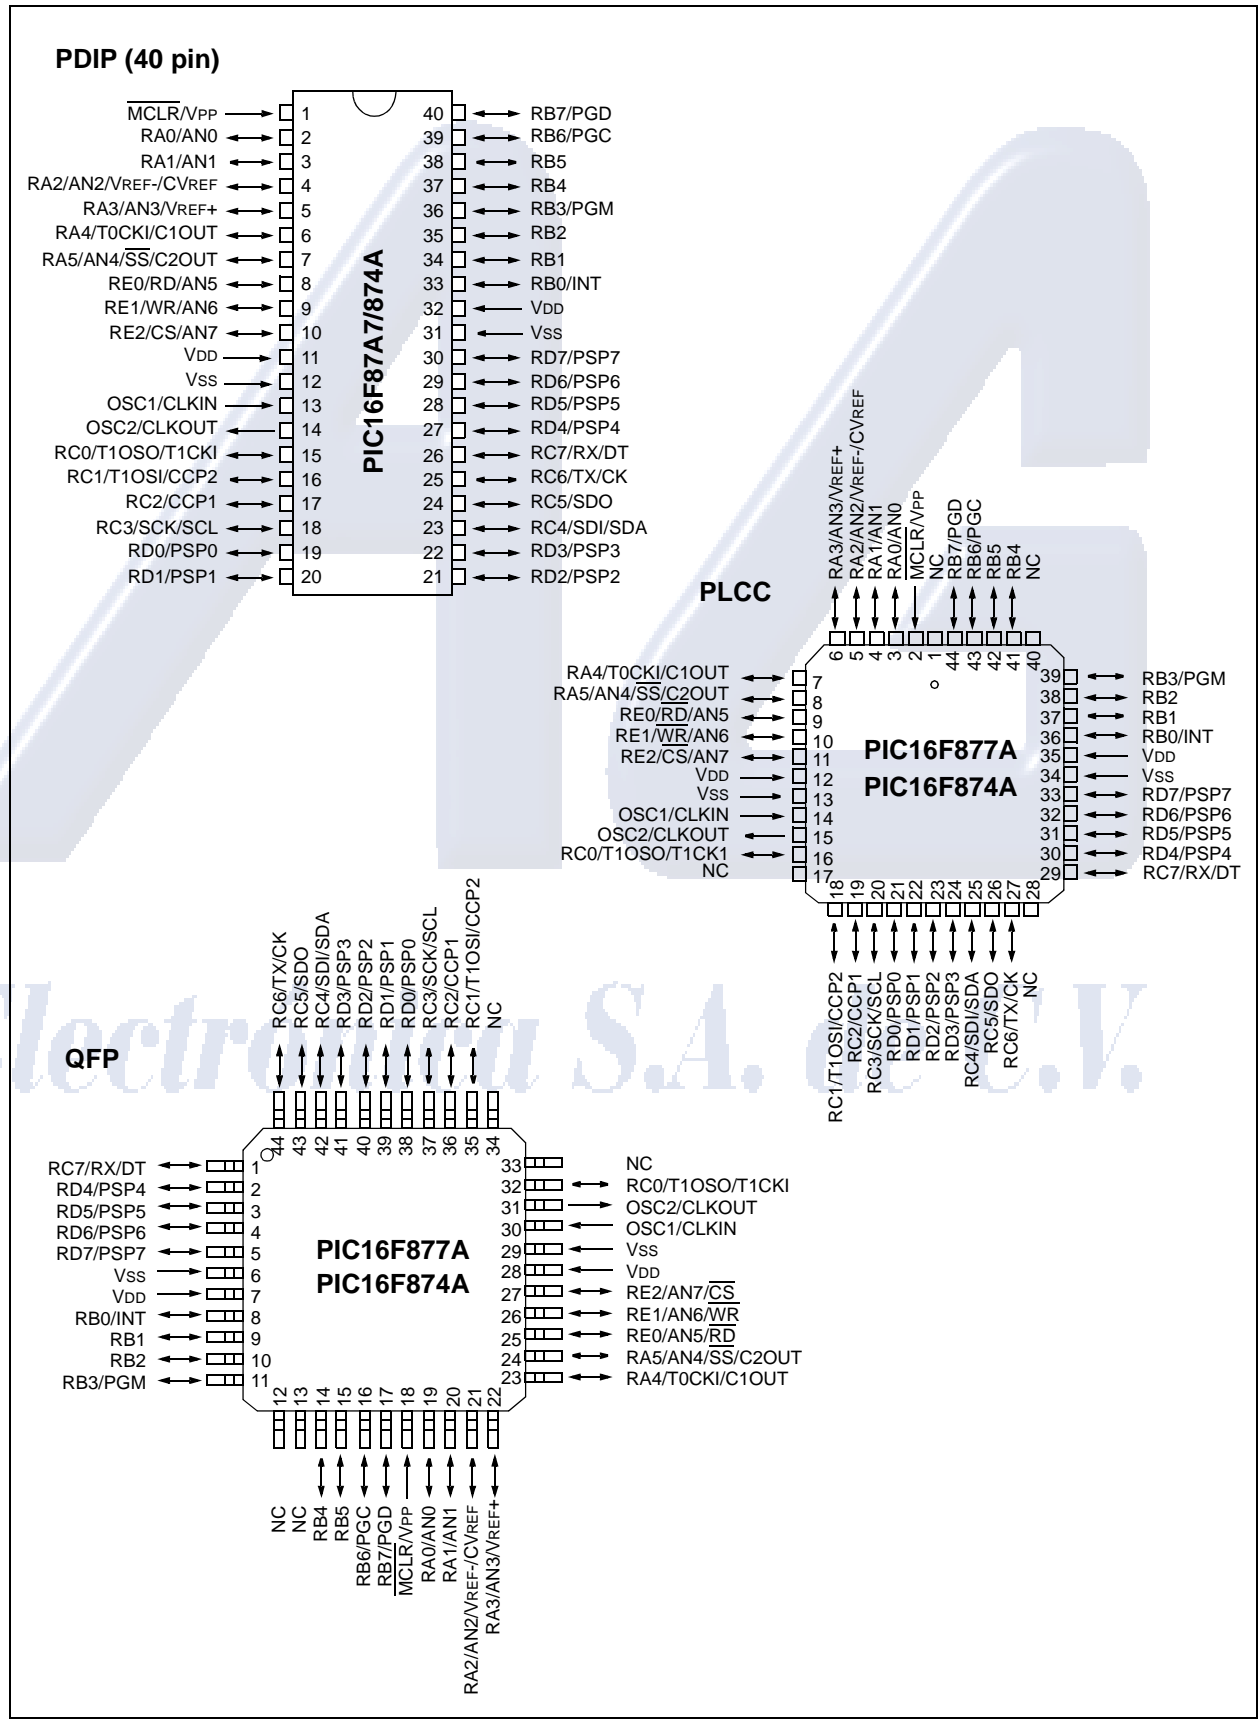 PDIP (40 pin)
MCLR/VPP 1 40 RB7/PGD
RA0/AN0 2 39 RB6/PGC
RA1/AN1 3 38 RB5
RA2/AN2/VREF-/CVREF 4 37 RB4
RA3/AN3/VREF+ 5 36 RB3/PGM
RA4/T0CKI/C1OUT 6 35 RB2
RA5/AN4/SS/C2OUT 7 34 RB1
RE0/RD/AN5 8 33 RB0/INT
RE1/WR/AN6 9 32 VDD
RE2/CS/AN7 10 31 VSS
VDD 11 30 RD7/PSP7
VSS 12 29 RD6/PSP6
OSC1/CLKIN 13 28 RD5/PSP5
OSC2/CLKOUT 14 27 RD4/PSP4
RC0/T1OSO/T1CKI 15 26 RC7/RX/DT
RC1/T1OSI/CCP2 16 25 RC6/TX/CK
RC2/CCP1 17 24 RC5/SDO
RC3/SCK/SCL 18 23 RC4/SDI/SDA
RD0/PSP0 19 22 RD3/PSP3
RD1/PSP1 20 21 RD2/PSP2
PIC16F87A7/874A
PLCC
RA3/AN3/VREF+ 6
RA2/AN2/VREF-/CVREF 5
RA1/AN1 4
RA0/AN0 3
MCLR/VPP 2
NC 1
RB7/PGD 44
RB6/PGC 43
RB5 42
RB4 41
NC 40
RA4/T0CKI/C1OUT 7
RA5/AN4/SS/C2OUT 8
RE0/RD/AN5 9
RE1/WR/AN6 10
RE2/CS/AN7 11
VDD 12
VSS 13
OSC1/CLKIN 14
OSC2/CLKOUT 15
RC0/T1OSO/T1CK1 16
NC 17
PIC16F877A
PIC16F874A
39 RB3/PGM
38 RB2
37 RB1
36 RB0/INT
35 VDD
34 VSS
33 RD7/PSP7
32 RD6/PSP6
31 RD5/PSP5
30 RD4/PSP4
29 RC7/RX/DT
18 RC1/T1OSI/CCP2
19 RC2/CCP1
20 RC3/SCK/SCL
21 RD0/PSP0
22 RD1/PSP1
23 RD2/PSP2
24 RD3/PSP3
25 RC4/SDI/SDA
26 RC5/SDO
27 RC6/TX/CK
28 NC
Electrónica S.A. de C.V.
QFP
RC6/TX/CK 44
RC5/SDO 43
RC4/SDI/SDA 42
RD3/PSP3 41
RD2/PSP2 40
RD1/PSP1 39
RD0/PSP0 38
RC3/SCK/SCL 37
RC2/CCP1 36
RC1/T1OSI/CCP2 35
NC 34
RC7/RX/DT 1
RD4/PSP4 2
RD5/PSP5 3
RD6/PSP6 4
RD7/PSP7 5
VSS 6
VDD 7
RB0/INT 8
RB1 9
RB2 10
RB3/PGM 11
PIC16F877A
PIC16F874A
33 NC
32 RC0/T1OSO/T1CKI
31 OSC2/CLKOUT
30 OSC1/CLKIN
29 VSS
28 VDD
27 RE2/AN7/CS
26 RE1/AN6/WR
25 RE0/AN5/RD
24 RA5/AN4/SS/C2OUT
23 RA4/T0CKI/C1OUT
12 NC
13 NC
14 RB4
15 RB5
16 RB6/PGC
17 RB7/PGD
18 MCLR/VPP
19 RA0/AN0
20 RA1/AN1
21 RA2/AN2/VREF-/CVREF
22 RA3/AN3/VREF+